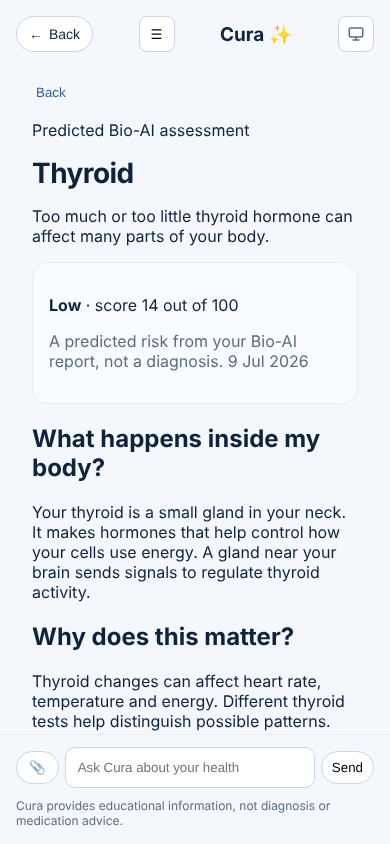 ← Back
☰
Cura ✨
Back
Predicted Bio-AI assessment
Thyroid
Too much or too little thyroid hormone can
affect many parts of your body.
Low · score 14 out of 100
A predicted risk from your Bio-AI
report, not a diagnosis. 9 Jul 2026
What happens inside my
body?
Your thyroid is a small gland in your neck.
It makes hormones that help control how
your cells use energy. A gland near your
brain sends signals to regulate thyroid
activity.
Why does this matter?
Thyroid changes can affect heart rate,
temperature and energy. Different thyroid
tests help distinguish possible patterns.
📎
Ask Cura about your health
Send
Cura provides educational information, not diagnosis or
medication advice.